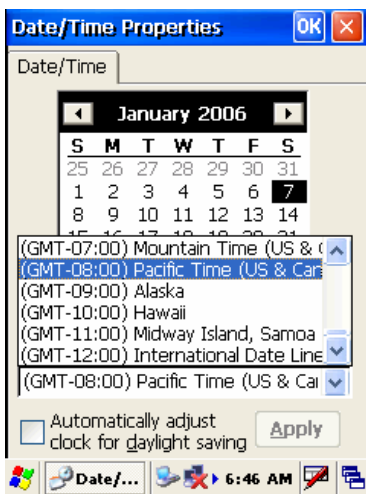 Date/Time Properties OK
Date/Time
January 2006
S M T W T F S
25 26 27 28 29 30 31
1 2 3 4 5 6 7
8 9 10 11 12 13 14
(GMT-07:00) Mountain Time (US &
(GMT-08:00) Pacific Time (US & Can
(GMT-09:00) Alaska
(GMT-10:00) Hawaii
(GMT-11:00) Midway Island, Samoa
(GMT-12:00) International Date Line
(GMT-08:00) Pacific Time (US & Cai
Automatically adjust
clock for daylight saving
Apply
Date/... 6:46 AM